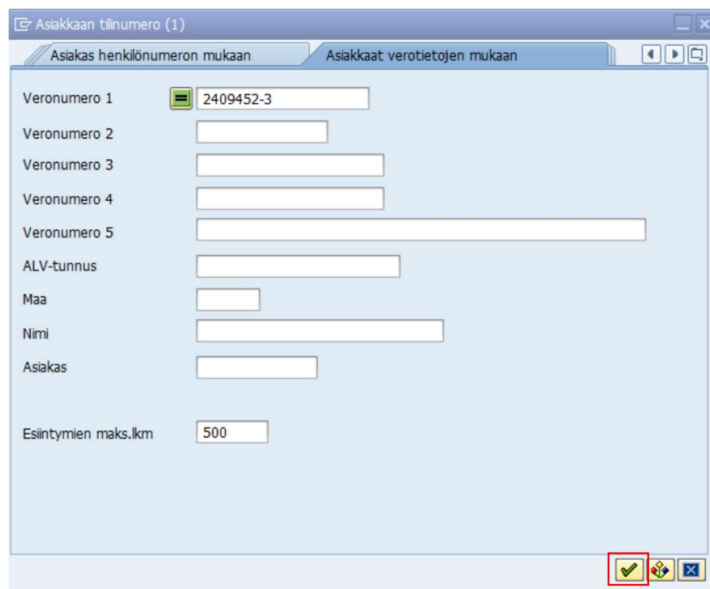 Asiakkaan tilinumero (1)
Asiakas henkilönumeron mukaan
Asiakkaat verotietojen mukaan
Veronumero 1 2409452-3
Veronumero 2
Veronumero 3
Veronumero 4
Veronumero 5
ALV-tunnus
Maa
Nimi
Asiakas
Esiintymien maks.lkm 500